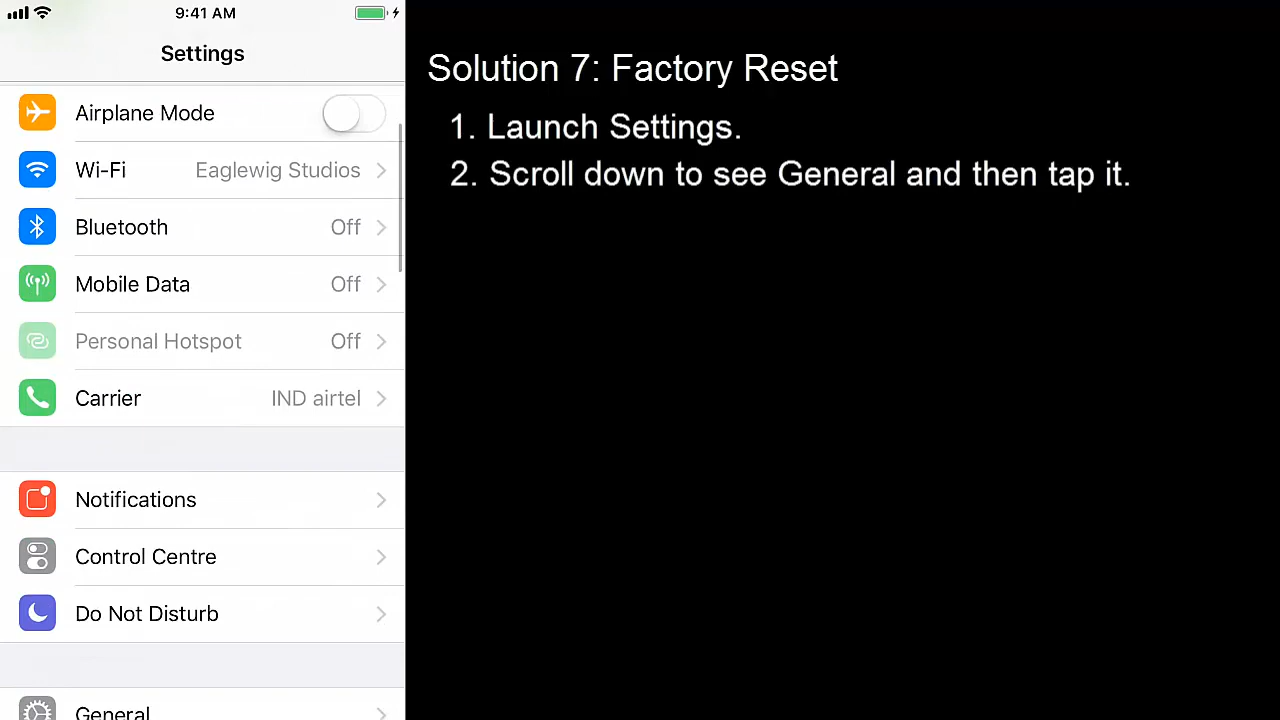 9:41 AM
Settings
Airplane Mode
Wi-Fi Eaglewig Studios
Bluetooth Off
Mobile Data Off
Personal Hotspot Off
Carrier IND airtel
Notifications
Control Centre
Do Not Disturb
General
Solution 7: Factory Reset
1. Launch Settings.
2. Scroll down to see General and then tap it.